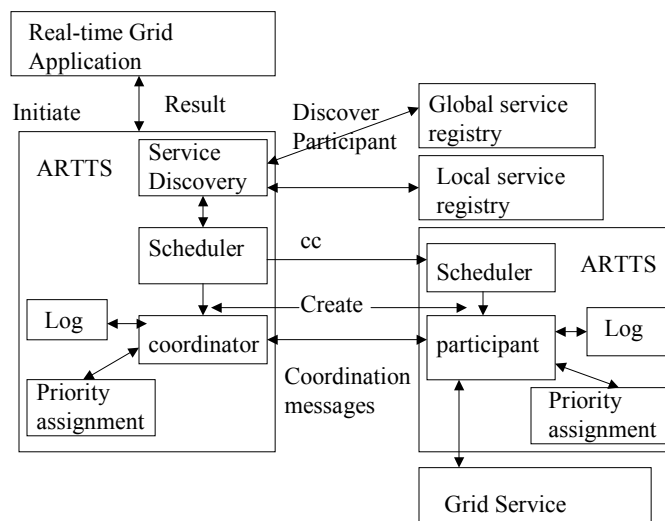 Real-time Grid
Application
Initiate
Result
Discover
Participant
Global service
registry
ARTTS
Service
Discovery
Local service
registry
Scheduler
cc
Scheduler
ARTTS
Log
Create
coordinator
participant
Log
Priority
assignment
Coordination
messages
Priority
assignment
Grid Service